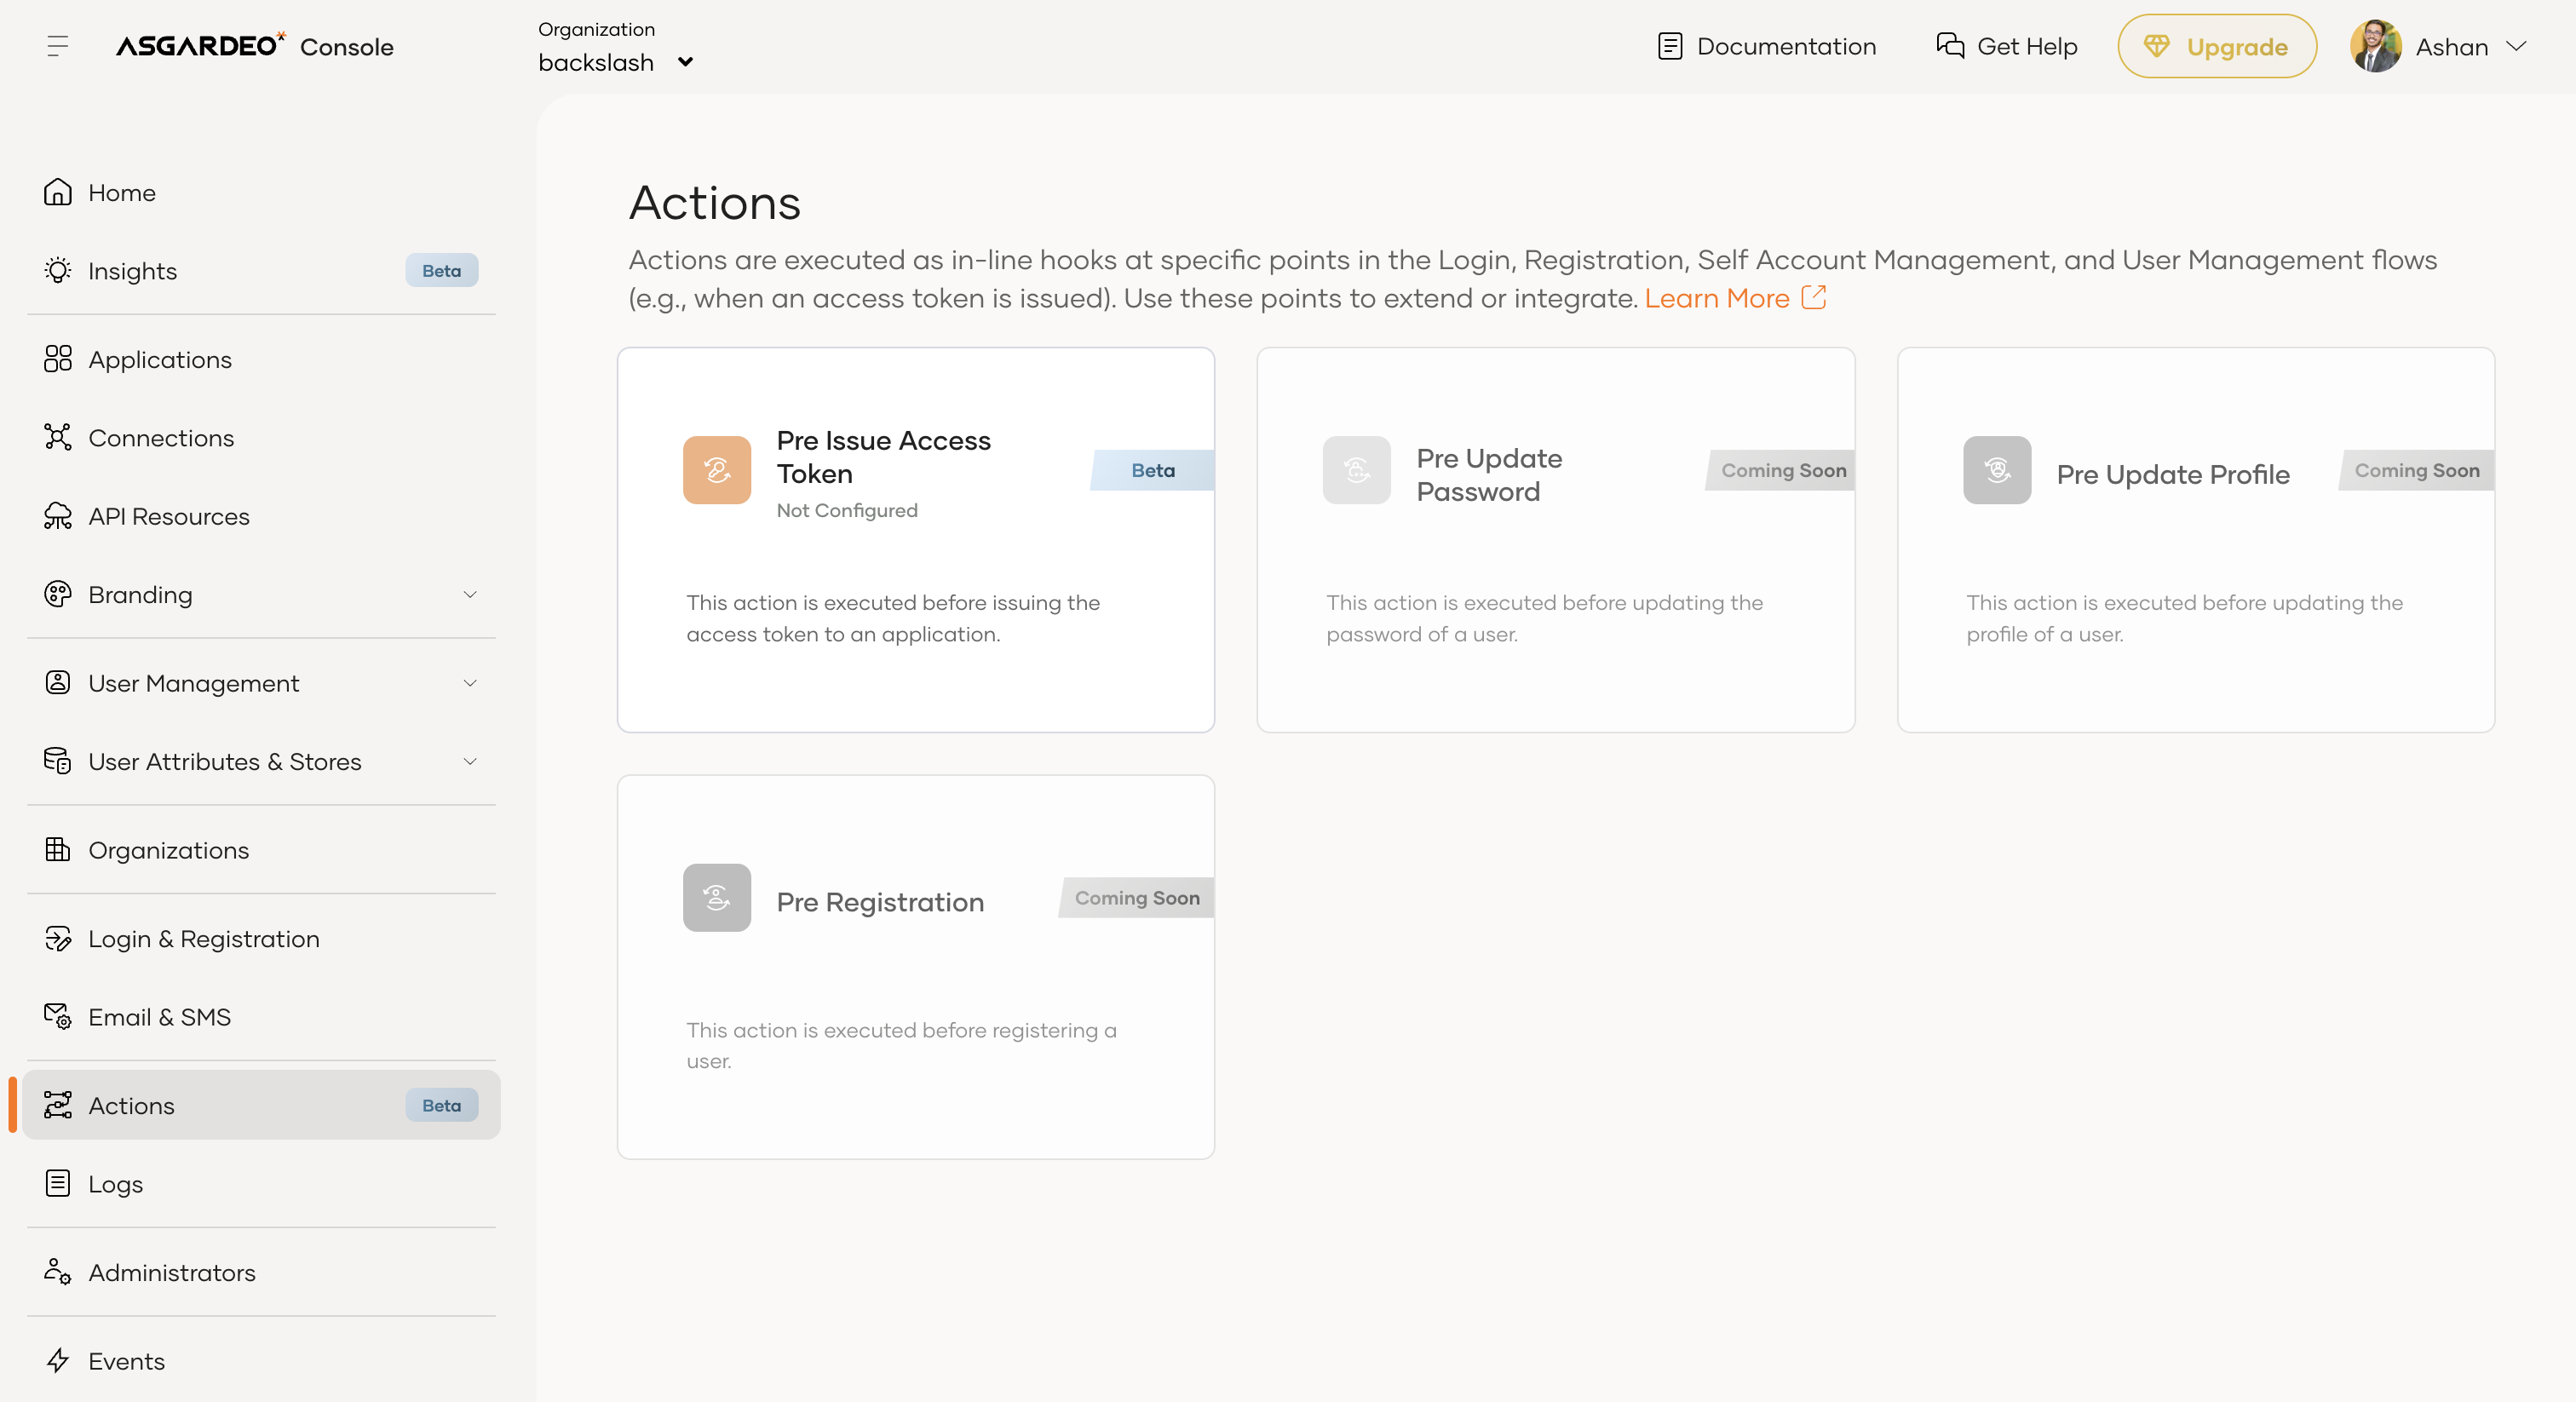 ASGARDEO Console
Organization
backslash
Documentation
Get Help
Upgrade
Ashan
Home
Insights Beta
Applications
Connections
API Resources
Branding
User Management
User Attributes & Stores
Organizations
Login & Registration
Email & SMS
Actions Beta
Logs
Administrators
Events
Actions
Actions are executed as in-line hooks at specific points in the Login, Registration, Self Account Management, and User Management flows
(e.g., when an access token is issued). Use these points to extend or integrate. Learn More
Pre Issue Access
Token
Not Configured
Beta
This action is executed before issuing the
access token to an application.
Pre Update
Password
Coming Soon
This action is executed before updating the
password of a user.
Pre Update Profile
Coming Soon
This action is executed before updating the
profile of a user.
Pre Registration
Coming Soon
This action is executed before registering a
user.